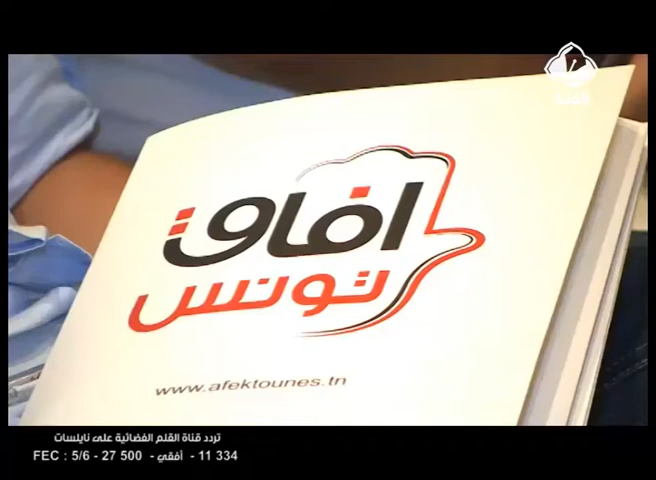 القلم
افاق
تونس
www.afektounes.tn
تردد قناة القلم الفضائية على نايلسات
FEC : 5/6 - 27 500 - أفقي - 11 334